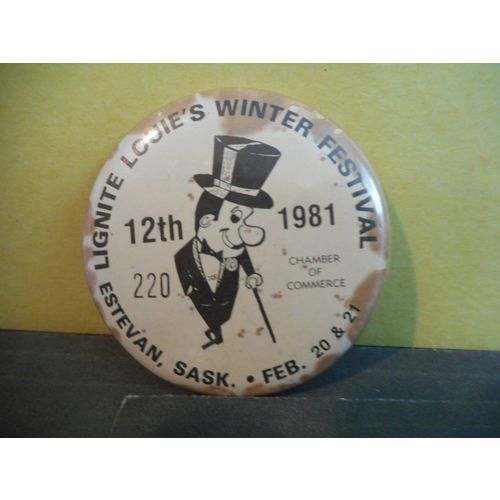 LIGNITE LOUIE'S WINTER FESTIVAL
12th 1981
220
CHAMBER
OF
COMMERCE
ESTEVAN, SASK. • FEB. 20 & 21